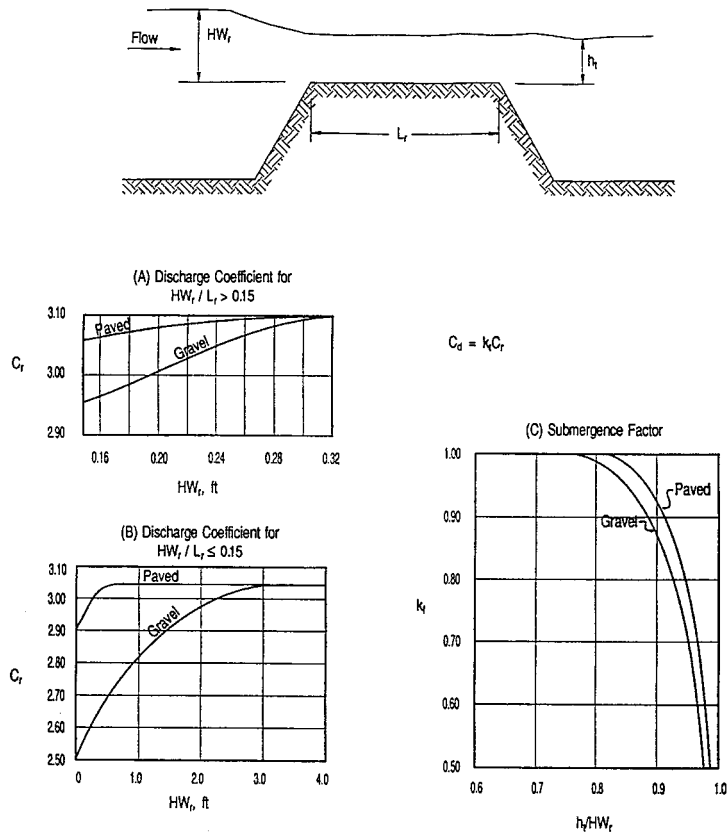 Flow
HWᵣ
hₜ
Lᵣ
(A) Discharge Coefficient for
HWᵣ / Lᵣ > 0.15
3.10
3.00
2.90
Cᵣ
Paved
Gravel
0.16 0.20 0.24 0.28 0.32
HWᵣ, ft
C_d = kₜCᵣ
(B) Discharge Coefficient for
HWᵣ / Lᵣ ≤ 0.15
3.10
3.00
2.90
2.80
2.70
2.60
2.50
Cᵣ
Paved
Gravel
0 1.0 2.0 3.0 4.0
HWᵣ, ft
(C) Submergence Factor
1.00
0.90
0.80
0.70
0.60
0.50
kₜ
Paved
Gravel
0.6 0.7 0.8 0.9 1.0
hₜ/HWᵣ